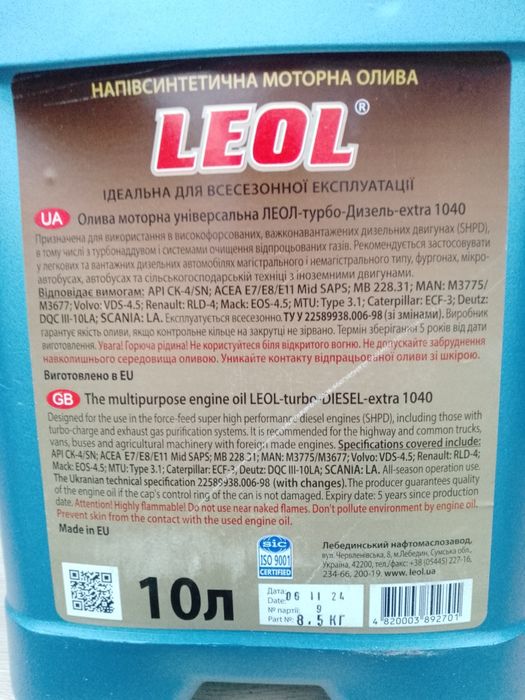 НАПІВСИНТЕТИЧНА МОТОРНА ОЛИВА
LEOL®
ІДЕАЛЬНА ДЛЯ ВСЕСЕЗОННОЇ ЕКСПЛУАТАЦІЇ
UA Олива моторна універсальна ЛЕОЛ-турбо-Дизель-extra 1040
Призначена для використання в високофорсованих, важконавантажених дизельних двигунах (SHPD),
в тому числі з турбонаддувом і системами очищення відпрацьованих газів. Рекомендується застосовувати
у легкових та вантажних дизельних автомобілях магістрального і немагістрального типу, фургонах, мікро-
автобусах, автобусах та сільськогосподарській техніці з іноземними двигунами.
Відповідає вимогам: API CK-4/SN; ACEA E7/E8/E11 Mid SAPS; MB 228.31; MAN: M3775/
M3677; Volvo: VDS-4.5; Renault: RLD-4; Mack: EOS-4.5; MTU: Type 3.1; Caterpillar: ECF-3; Deutz:
DQC III-10LA; SCANIA: LA. Експлуатується всесезонно. ТУ У 22589938.006-98 (зі змінами). Виробник
гарантує якість оливи, якщо контрольне кільце на закрутці не зірвано. Термін зберігання 5 років від дати
виготовлення. Увага! Горюча рідина! Не користуйтеся біля відкритого вогню. Не допускайте забруднення
навколишнього середовища оливою. Уникайте контакту відпрацьованої оливи зі шкірою.
Виготовлено в EU
GB The multipurpose engine oil LEOL-turbo-DIESEL-extra 1040
Designed for the use in the force-feed super high performance diesel engines (SHPD), including those with
turbo-charge and exhaust gas purification systems. It is recommended for the highway and common trucks,
vans, buses and agricultural machinery with foreign made engines. Specifications covered include:
API CK-4/SN; ACEA E7/E8/E11 Mid SAPS; MB 228.31; MAN: M3775/M3677; Volvo: VDS-4.5; Renault: RLD-4;
Mack: EOS-4.5; MTU: Type 3.1; Caterpillar: ECF-3, Deutz: DQC III-10LA; SCANIA: LA. All-season operation use.
The Ukranian technical specification 22589938.006-98 (with changes). The producer guarantees quality
of the engine oil if the cap's control ring of the can is not damaged. Expiry date: 5 years since production
date. Attention! Highly flammable! Do not use near naked flames. Don't pollute environment by engine oil.
Prevent skin from the contact with the used engine oil.
Made in EU
SIC
ISO 9001
CERTIFIED
Лебединський нафтомаслозавод,
вул. Червленівська, 8, м.Лебедин, Сумська обл.,
Україна, 42200, тел./факс: +38 (05445) 227-16,
234-66, 200-19. www.leol.ua
10л
Дата: 06 11 24
Date:
№ партії: 9
Part №: 8.5 КГ
4 820003 892701